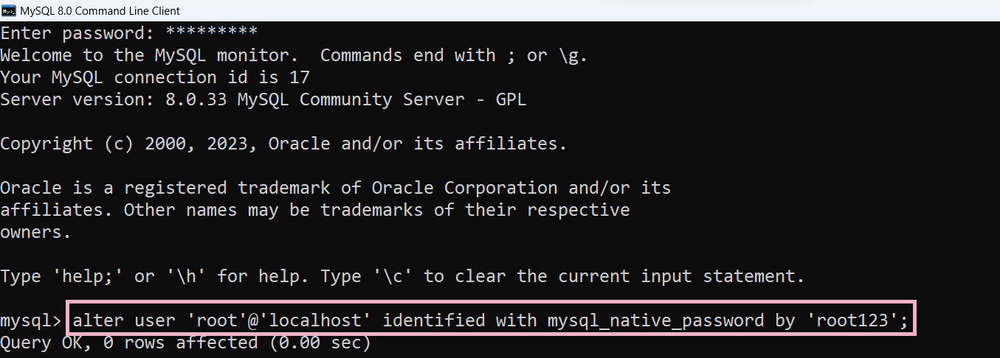 MySQL 8.0 Command Line Client
Enter password: *********
Welcome to the MySQL monitor.  Commands end with ; or \g.
Your MySQL connection id is 17
Server version: 8.0.33 MySQL Community Server - GPL
Copyright (c) 2000, 2023, Oracle and/or its affiliates.
Oracle is a registered trademark of Oracle Corporation and/or its
affiliates. Other names may be trademarks of their respective
owners.
Type 'help;' or '\h' for help. Type '\c' to clear the current input statement.
mysql> alter user 'root'@'localhost' identified with mysql_native_password by 'root123';
Query OK, 0 rows affected (0.00 sec)